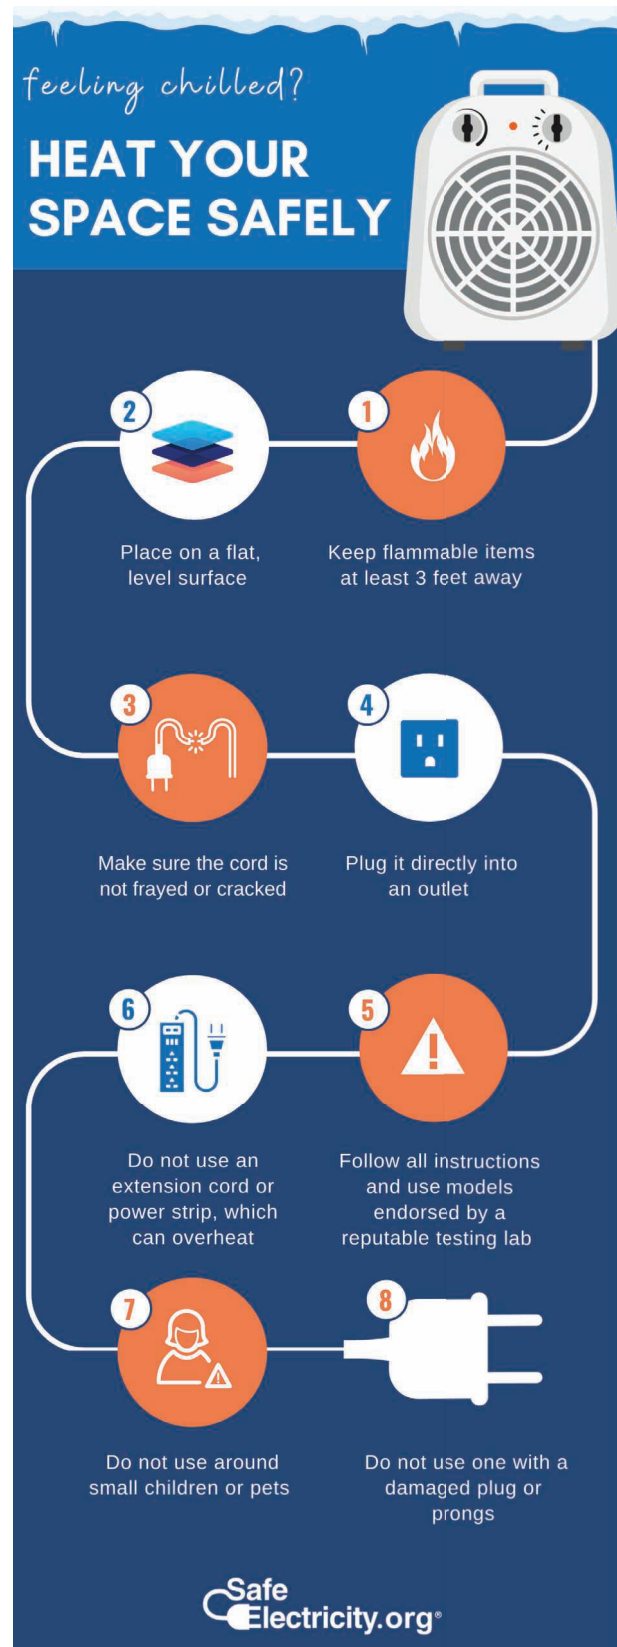 feeling chilled?
HEAT YOUR
SPACE SAFELY
1
Keep flammable items
at least 3 feet away
2
Place on a flat,
level surface
3
Make sure the cord is
not frayed or cracked
4
Plug it directly into
an outlet
5
Follow all instructions
and use models
endorsed by a
reputable testing lab
6
Do not use an
extension cord or
power strip, which
can overheat
7
Do not use around
small children or pets
8
Do not use one with a
damaged plug or
prongs
Safe
Electricity.org®